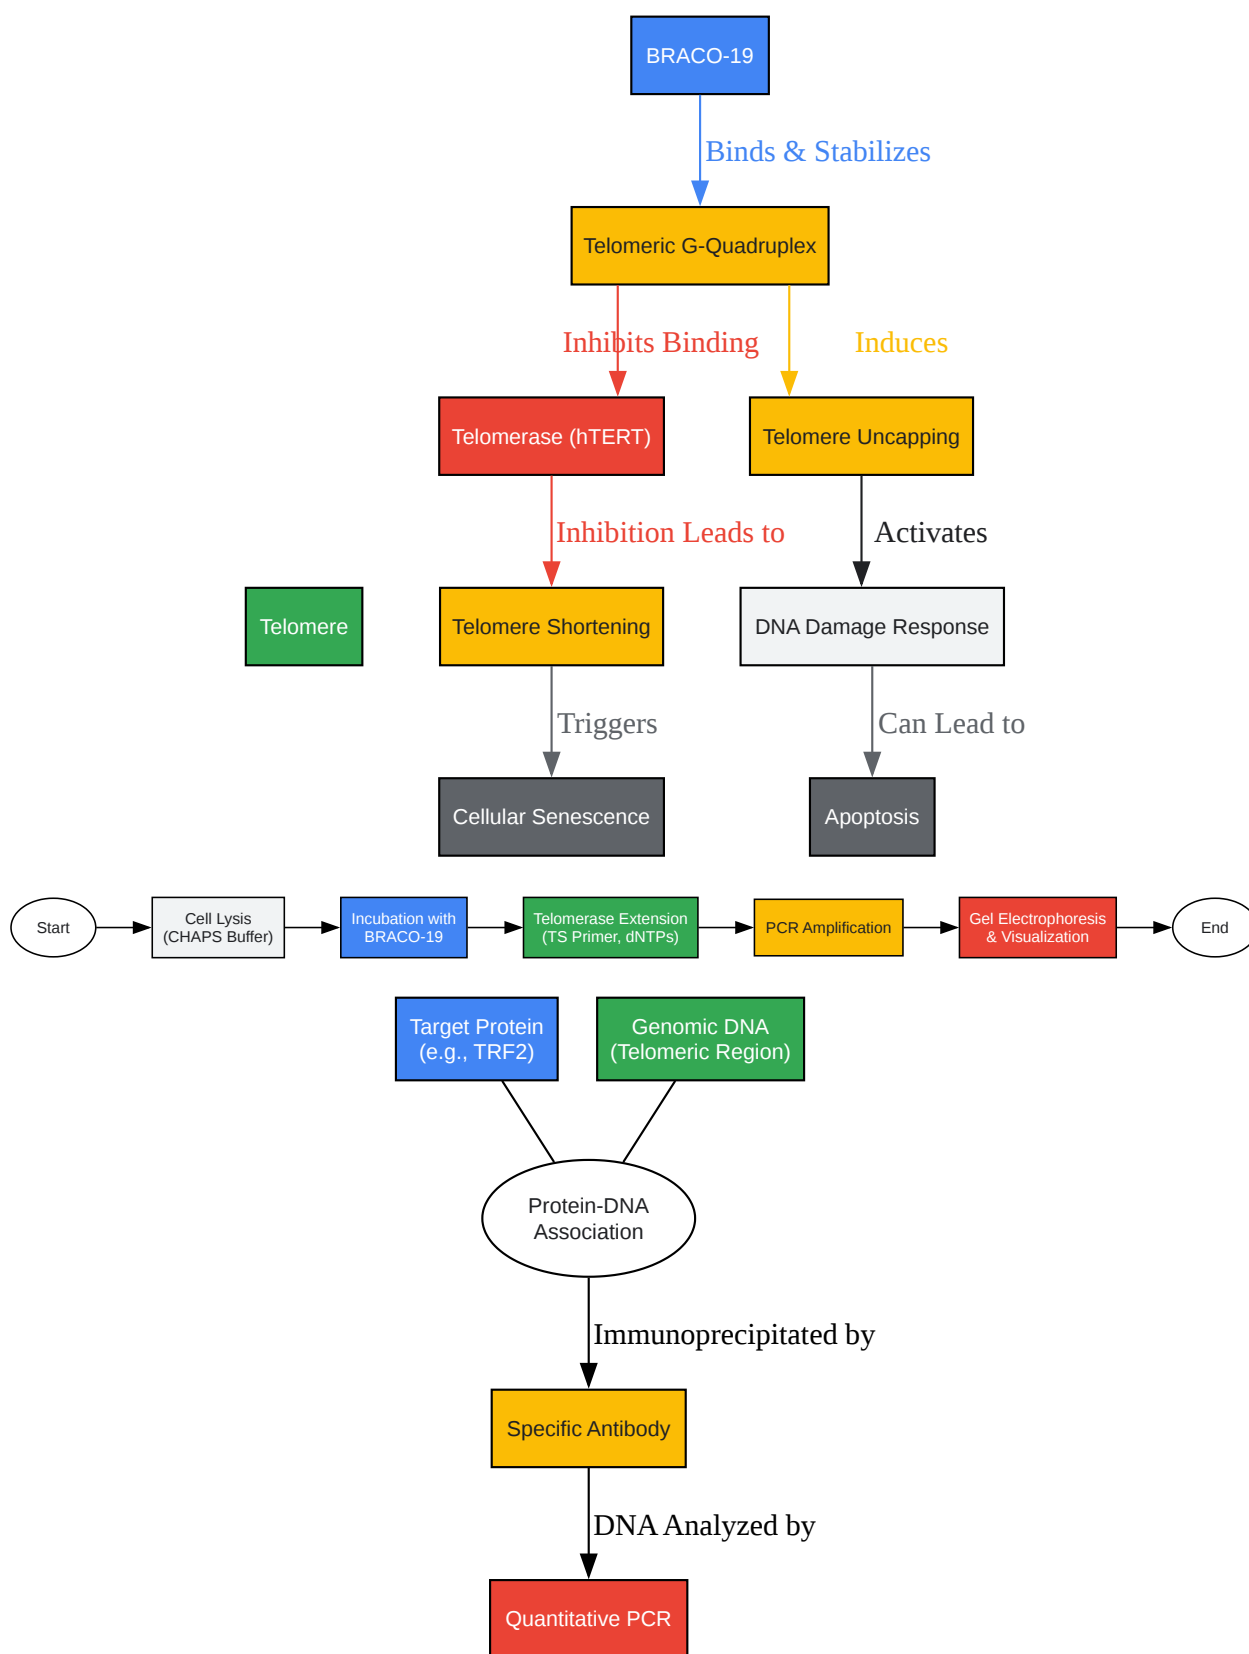 BRACO-19
Binds & Stabilizes
Telomeric G-Quadruplex
Inhibits Binding
Induces
Telomerase (hTERT)
Telomere Uncapping
Inhibition Leads to
Activates
Telomere
Telomere Shortening
DNA Damage Response
Triggers
Can Lead to
Cellular Senescence
Apoptosis
Start
Cell Lysis
(CHAPS Buffer)
Incubation with
BRACO-19
Telomerase Extension
(TS Primer, dNTPs)
PCR Amplification
Gel Electrophoresis
& Visualization
End
Target Protein
(e.g., TRF2)
Genomic DNA
(Telomeric Region)
Protein-DNA
Association
Immunoprecipitated by
Specific Antibody
DNA Analyzed by
Quantitative PCR